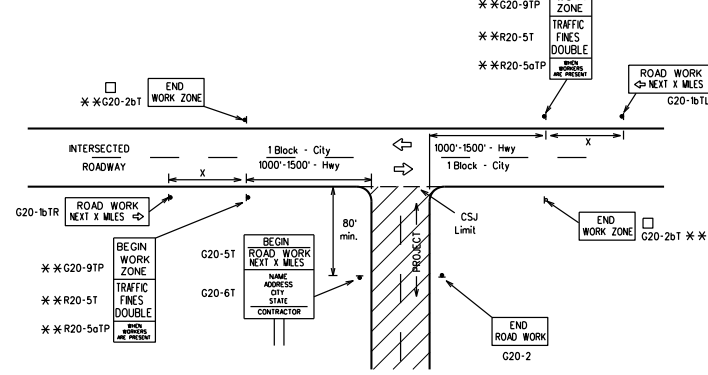 ✶✶G20-9TP
ZONE
✶✶R20-5T
TRAFFIC
FINES
DOUBLE
✶✶R20-5aTP
WHEN
WORKERS
ARE PRESENT
ROAD WORK
⇦ NEXT X MILES
G20-1bTL
□
✶✶G20-2bT
END
WORK ZONE
INTERSECTED
ROADWAY
1 Block - City
1000'-1500' - Hwy
X
1000'-1500' - Hwy
1 Block - City
X
G20-1bTR
ROAD WORK
NEXT X MILES ⇨
80'
min.
CSJ
Limit
END
WORK ZONE
□
G20-2bT ✶✶
PROJECT
✶✶G20-9TP
BEGIN
WORK
ZONE
✶✶R20-5T
TRAFFIC
FINES
DOUBLE
✶✶R20-5aTP
WHEN
WORKERS
ARE PRESENT
G20-5T
BEGIN
ROAD WORK
NEXT X MILES
G20-6T
NAME
ADDRESS
CITY
STATE
CONTRACTOR
END
ROAD WORK
G20-2